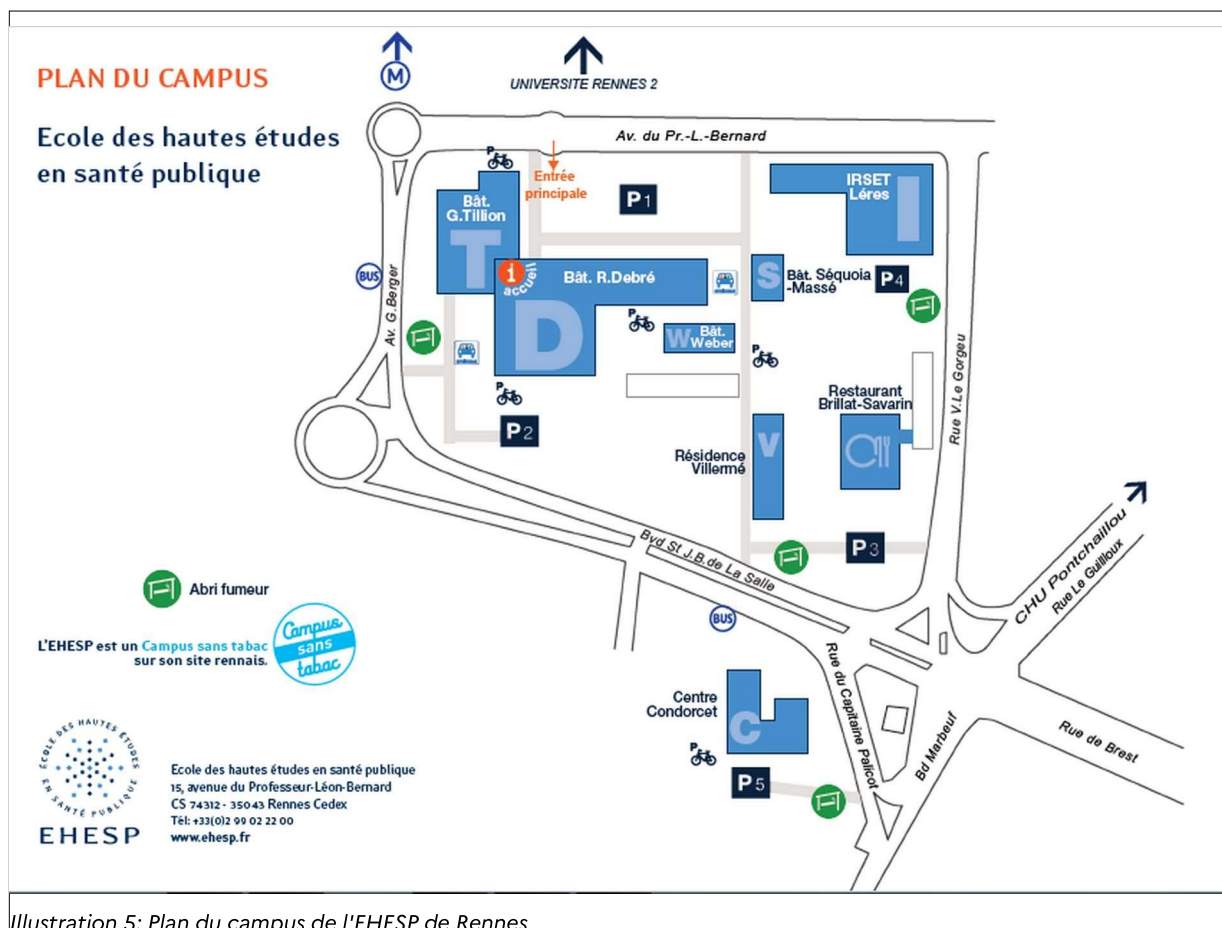 PLAN DU CAMPUS
Ecole des hautes études
en santé publique
M
UNIVERSITE RENNES 2
Av. du Pr.-L.-Bernard
P
Entrée
principale
P1
Bât.
G.Tillion
T
IRSET
Léres
I
i
accueil
Bât. R.Debré
D
S
Bât. Séquoia
-Massé
P4
BUS
Av. G.Berger
P
W
Bât.
Weber
P
P
P2
Restaurant
Brillat-Savarin
Rue V.Le Gorgeu
Résidence
Villermé
V
P3
Bvd St J.B.de La Salle
CHU Pontchaillou
Rue Le Guilloux
Abri fumeur
L'EHESP est un Campus sans tabac
sur son site rennais.
Campus
sans
tabac
BUS
Rue du Capitaine Palicot
Centre
Condorcet
C
P
P5
Bd Marbeuf
Rue de Brest
ÉCOLE DES HAUTES ÉTUDES
EN SANTÉ PUBLIQUE
EHESP
Ecole des hautes études en santé publique
15, avenue du Professeur-Léon-Bernard
CS 74312 - 35043 Rennes Cedex
Tél: +33(0)2 99 02 22 00
www.ehesp.fr
Illustration 5: Plan du campus de l'EHESP de Rennes